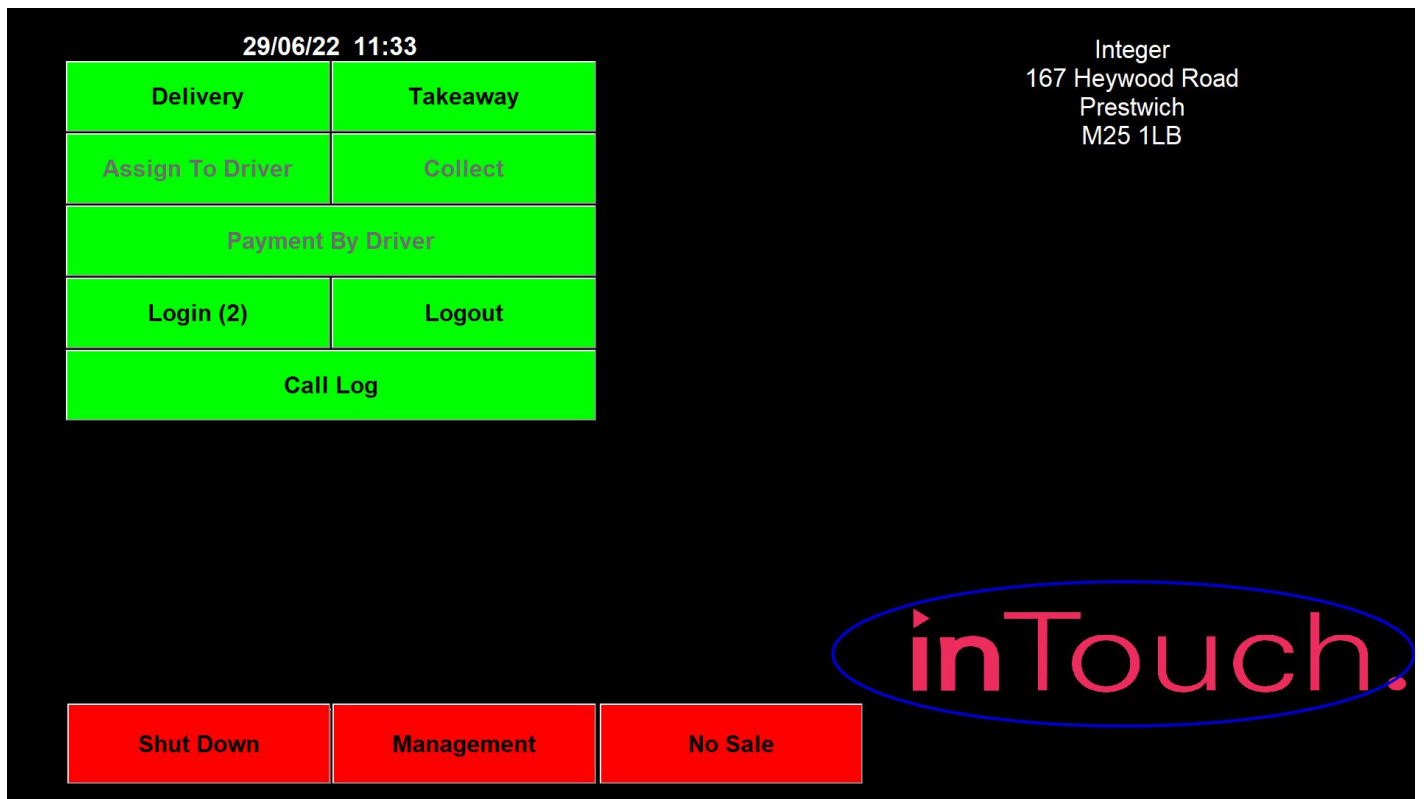 29/06/22 11:33
Delivery
Takeaway
Assign To Driver
Collect
Payment By Driver
Login (2)
Logout
Call Log
Integer
167 Heywood Road
Prestwich
M25 1LB
inTouch.
Shut Down
Management
No Sale